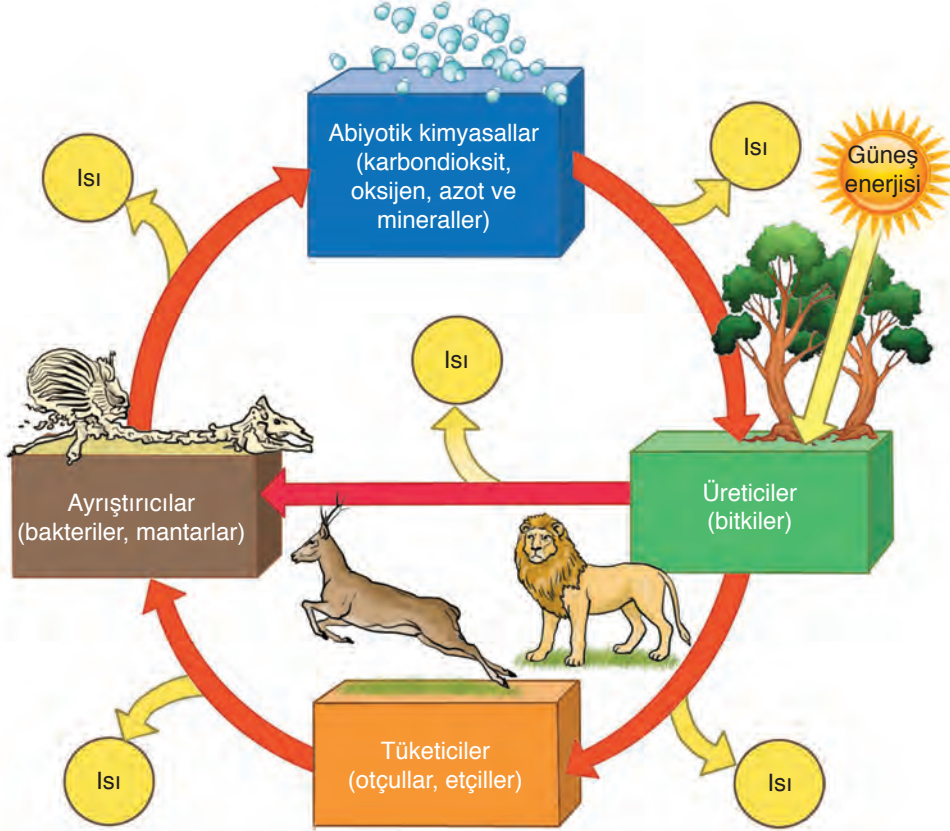 Abiyotik kimyasallar
(karbondioksit,
oksijen, azot ve
mineraller)
Isı
Isı
Güneş
enerjisi
Isı
Ayrıştırıcılar
(bakteriler, mantarlar)
Üreticiler
(bitkiler)
Tüketiciler
(otçullar, etçiller)
Isı
Isı